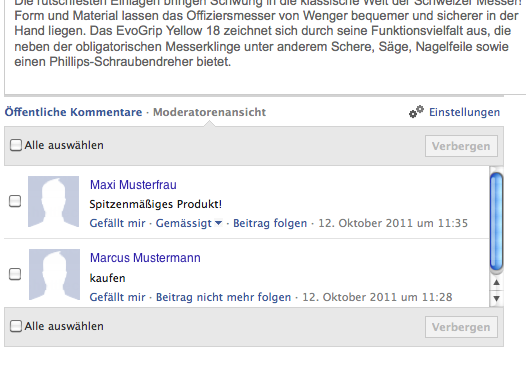 Die rutschfesten Einlagen bringen Schwung in die klassische Welt der Schweizer Messer!
Form und Material lassen das Offiziersmesser von Wenger bequemer und sicherer in der
Hand liegen. Das EvoGrip Yellow 18 zeichnet sich durch seine Funktionsvielfalt aus, die
neben der obligatorischen Messerklinge unter anderem Schere, Säge, Nagelfeile sowie
einen Phillips-Schraubendreher bietet.
Öffentliche Kommentare · Moderatorenansicht Einstellungen
Alle auswählen Verbergen
Maxi Musterfrau
Spitzenmäßiges Produkt!
Gefällt mir · Gemässigt · Beitrag folgen · 12. Oktober 2011 um 11:35
Marcus Mustermann
kaufen
Gefällt mir · Beitrag nicht mehr folgen · 12. Oktober 2011 um 11:28
Alle auswählen Verbergen